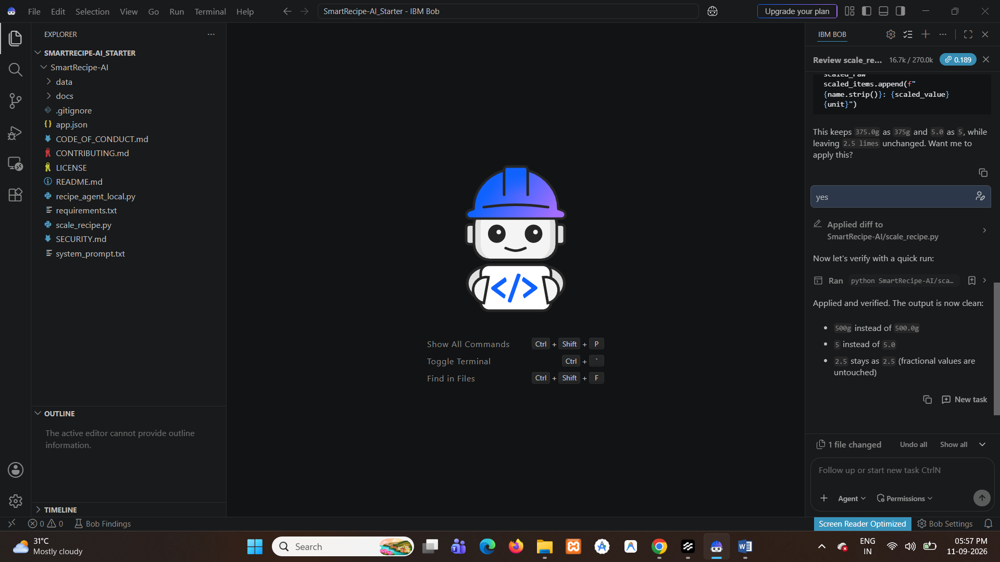 File Edit Selection View Go Run Terminal Help
SmartRecipe-AI_Starter - IBM Bob
Upgrade your plan
EXPLORER
SMARTRECIPE-AI_STARTER
SmartRecipe-AI
data
docs
.gitignore
app.json
CODE_OF_CONDUCT.md
CONTRIBUTING.md
LICENSE
README.md
recipe_agent_local.py
requirements.txt
scale_recipe.py
SECURITY.md
system_prompt.txt
OUTLINE
The active editor cannot provide outline
information.
TIMELINE
</>
Show All Commands Ctrl + Shift + P
Toggle Terminal Ctrl + `
Find in Files Ctrl + Shift + F
IBM BOB
Review scale_re... 16.7k / 270.0k 0.189
scaled_raw
scaled_items.append(f"
{name.strip()}: {scaled_value}
{unit}")
This keeps 375.0g as 375g and 5.0 as 5, while
leaving 2.5 limes unchanged. Want me to
apply this?
yes
Applied diff to
SmartRecipe-AI/scale_recipe.py
Now let's verify with a quick run:
Ran python SmartRecipe-AI/sca...
Applied and verified. The output is now clean:
• 500g instead of 500.0g
• 5 instead of 5.0
• 2.5 stays as 2.5 (fractional values are
untouched)
New task
1 file changed Undo all Show all
Follow up or start new task CtrlN
Agent Permissions
0 0 Bob Findings
Screen Reader Optimized Bob Settings
31°C
Mostly cloudy
Search
ENG
IN
05:57 PM
11-09-2026